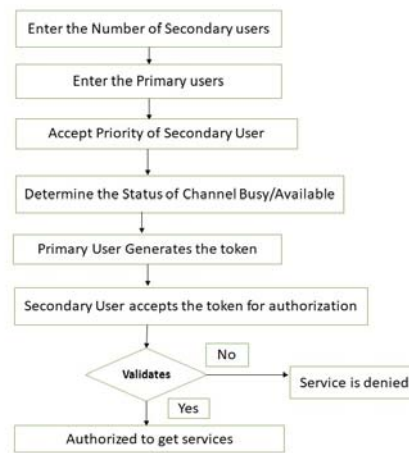 Enter the Number of Secondary users
Enter the Primary users
Accept Priority of Secondary User
Determine the Status of Channel Busy/Available
Primary User Generates the token
Secondary User accepts the token for authorization
Validates
No
Service is denied
Yes
Authorized to get services